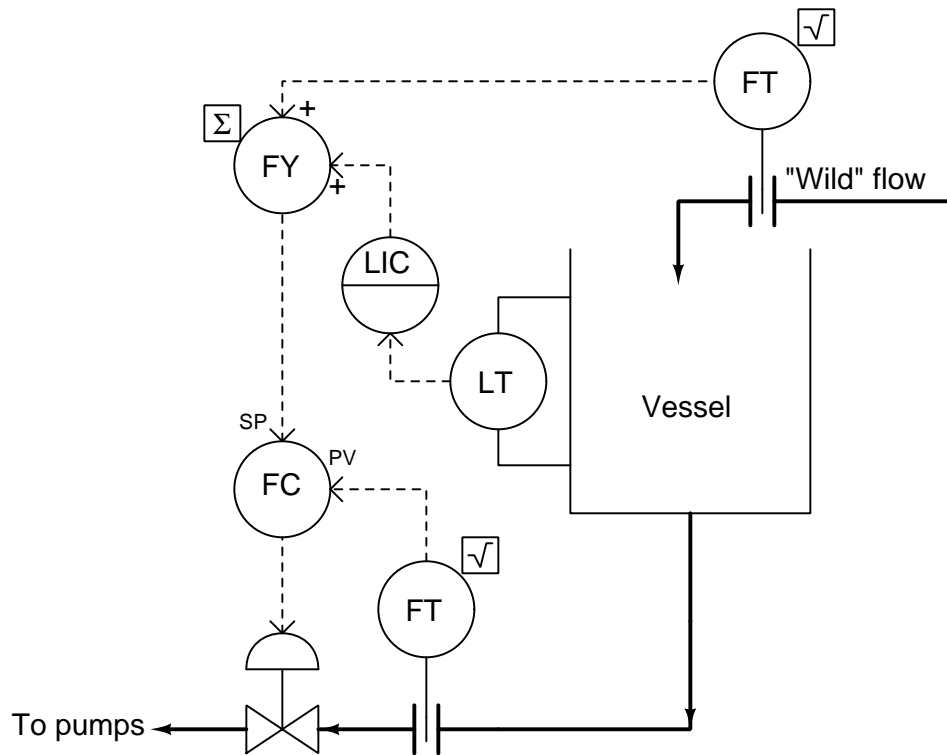 √
FT
+
Σ
FY
+
"Wild" flow
LIC
LT
Vessel
SP
PV
FC
√
FT
To pumps